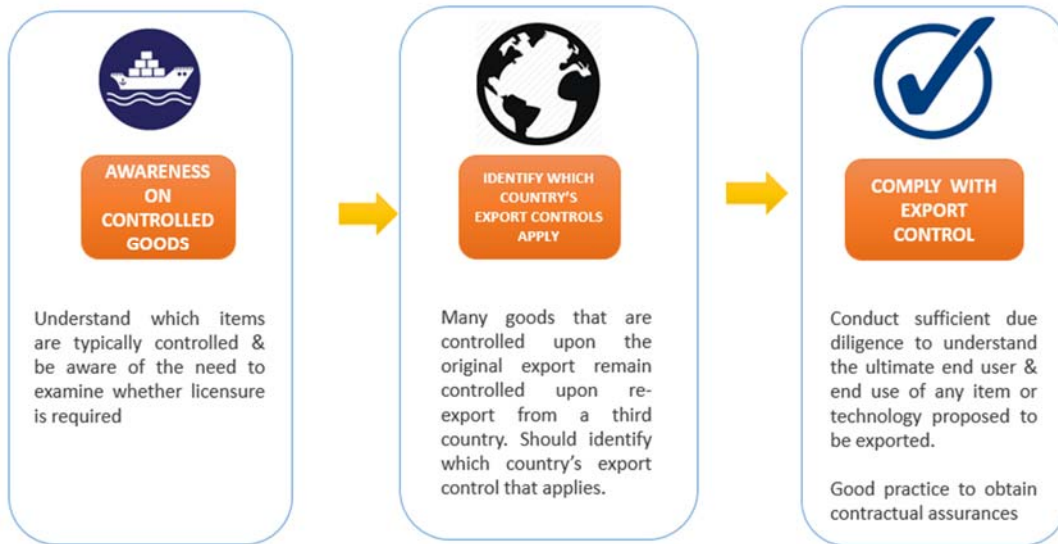 AWARENESS
ON
CONTROLLED
GOODS
Understand which items
are typically controlled &
be aware of the need to
examine whether licensure
is required
IDENTIFY WHICH
COUNTRY'S
EXPORT CONTROLS
APPLY
Many goods that are
controlled upon the
original export remain
controlled upon re-
export from a third
country. Should identify
which country's export
control that applies.
COMPLY WITH
EXPORT
CONTROL
Conduct sufficient due
diligence to understand
the ultimate end user &
end use of any item or
technology proposed to
be exported.
Good practice to obtain
contractual assurances